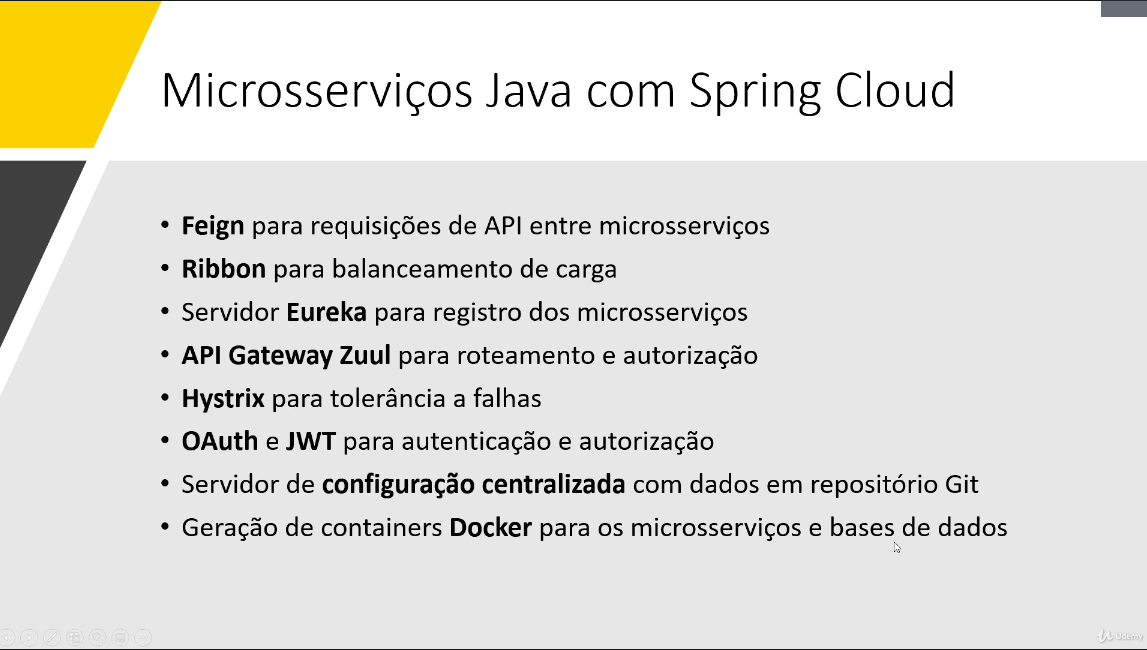 Microsserviços Java com Spring Cloud
• Feign para requisições de API entre microsserviços
• Ribbon para balanceamento de carga
• Servidor Eureka para registro dos microsserviços
• API Gateway Zuul para roteamento e autorização
• Hystrix para tolerância a falhas
• OAuth e JWT para autenticação e autorização
• Servidor de configuração centralizada com dados em repositório Git
• Geração de containers Docker para os microsserviços e bases de dados
Udemy